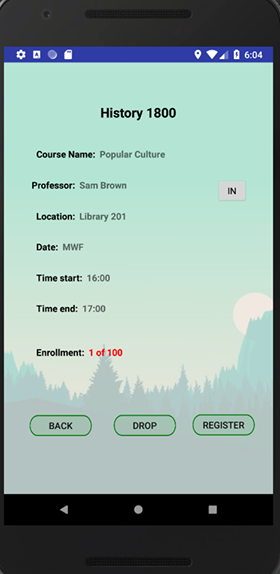 6:04
History 1800
Course Name: Popular Culture
Professor: Sam Brown
IN
Location: Library 201
Date: MWF
Time start: 16:00
Time end: 17:00
Enrollment: 1 of 100
BACK DROP REGISTER